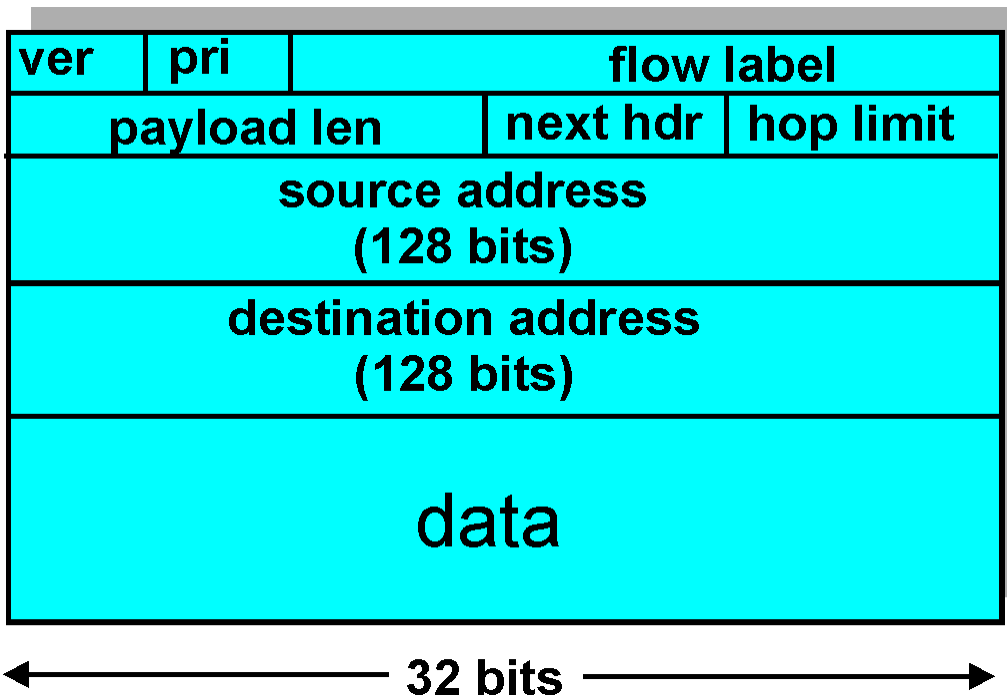 ver pri flow label
payload len next hdr hop limit
source address
(128 bits)
destination address
(128 bits)
data
32 bits